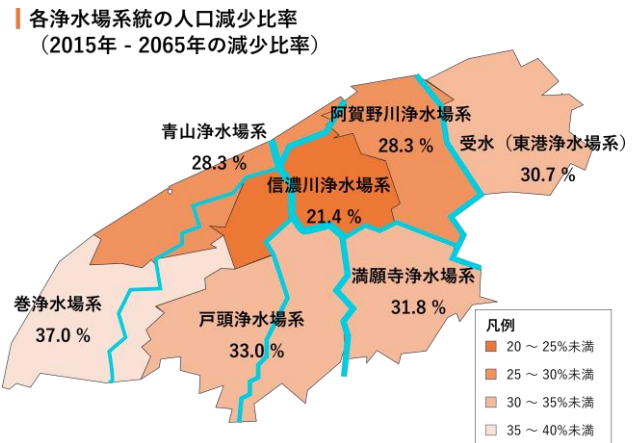 各浄水場系統の人口減少比率
（2015年 - 2065年の減少比率）
阿賀野川浄水場系
28.3 %
青山浄水場系
28.3 %
受水（東港浄水場系）
30.7 %
信濃川浄水場系
21.4 %
満願寺浄水場系
31.8 %
巻浄水場系
37.0 %
戸頭浄水場系
33.0 %
凡例
20 ～ 25%未満
25 ～ 30%未満
30 ～ 35%未満
35 ～ 40%未満